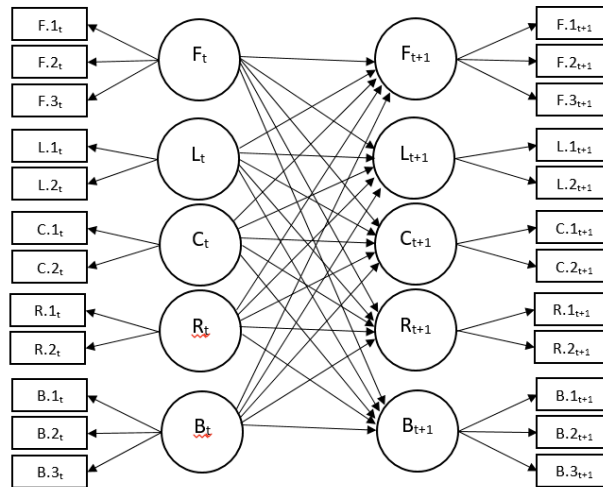 F.1t
F.2t
F.3t
L.1t
L.2t
C.1t
C.2t
R.1t
R.2t
B.1t
B.2t
B.3t
Ft
Lt
Ct
Rt
Bt
Ft+1
Lt+1
Ct+1
Rt+1
Bt+1
F.1t+1
F.2t+1
F.3t+1
L.1t+1
L.2t+1
C.1t+1
C.2t+1
R.1t+1
R.2t+1
B.1t+1
B.2t+1
B.3t+1